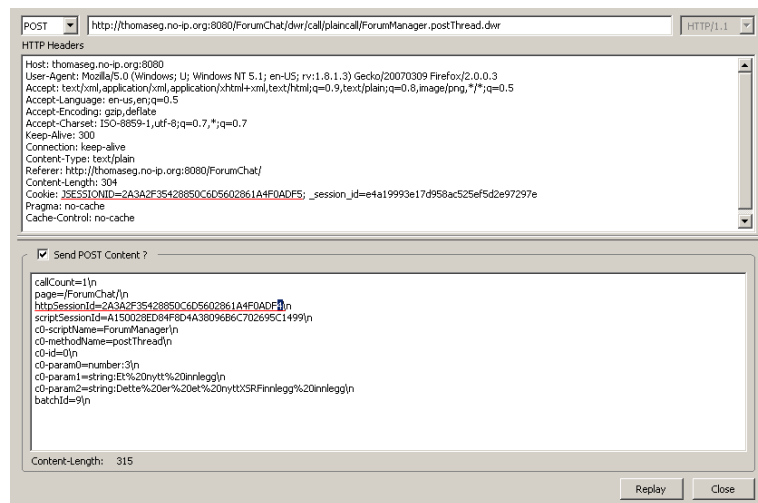 POST http://thomaseg.no-ip.org:8080/ForumChat/dwr/call/plaincall/ForumManager.postThread.dwr HTTP/1.1
HTTP Headers
Host: thomaseg.no-ip.org:8080
User-Agent: Mozilla/5.0 (Windows; U; Windows NT 5.1; en-US; rv:1.8.1.3) Gecko/20070309 Firefox/2.0.0.3
Accept: text/xml,application/xml,application/xhtml+xml,text/html;q=0.9,text/plain;q=0.8,image/png,*/*;q=0.5
Accept-Language: en-us,en;q=0.5
Accept-Encoding: gzip,deflate
Accept-Charset: ISO-8859-1,utf-8;q=0.7,*;q=0.7
Keep-Alive: 300
Connection: keep-alive
Content-Type: text/plain
Referer: http://thomaseg.no-ip.org:8080/ForumChat/
Content-Length: 304
Cookie: JSESSIONID=2A3A2F35428850C6D5602861A4F0ADF5; _session_id=e4a19993e17d958ac525ef5d2e97297e
Pragma: no-cache
Cache-Control: no-cache
Send POST Content ?
callCount=1\n
page=/ForumChat/\n
httpSessionId=2A3A2F35428850C6D5602861A4F0ADF4\n
scriptSessionId=A150028ED84F8D4A38096B6C702695C1499\n
c0-scriptName=ForumManager\n
c0-methodName=postThread\n
c0-id=0\n
c0-param0=number:3\n
c0-param1=string:Et%20nytt%20innlegg\n
c0-param2=string:Dette%20er%20et%20nyttXSRFinnlegg%20innlegg\n
batchId=9\n
Content-Length: 315
Replay Close